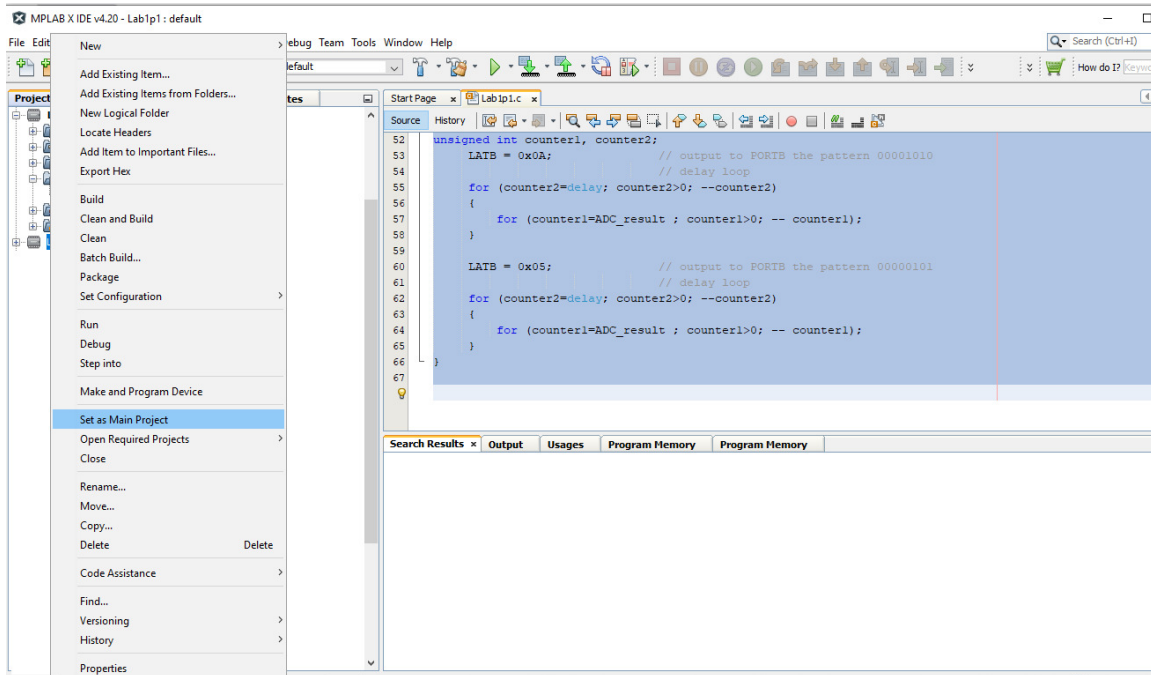 MPLAB X IDE v4.20 - Lab1p1 : default
File Edit ebug Team Tools Window Help
Search (Ctrl+I)
default
How do I?
Project
tes
New
Add Existing Item...
Add Existing Items from Folders...
New Logical Folder
Locate Headers
Add Item to Important Files...
Export Hex
Build
Clean and Build
Clean
Batch Build...
Package
Set Configuration
Run
Debug
Step into
Make and Program Device
Set as Main Project
Open Required Projects
Close
Rename...
Move...
Copy...
Delete Delete
Code Assistance
Find...
Versioning
History
Properties
Start Page Lab1p1.c
Source History
52 unsigned int counter1, counter2;
53 LATB = 0x0A; // output to PORTB the pattern 00001010
54 // delay loop
55 for (counter2=delay; counter2>0; --counter2)
56 {
57 for (counter1=ADC_result ; counter1>0; -- counter1);
58 }
59
60 LATB = 0x05; // output to PORTB the pattern 00000101
61 // delay loop
62 for (counter2=delay; counter2>0; --counter2)
63 {
64 for (counter1=ADC_result ; counter1>0; -- counter1);
65 }
66 }
67
Search Results Output Usages Program Memory Program Memory